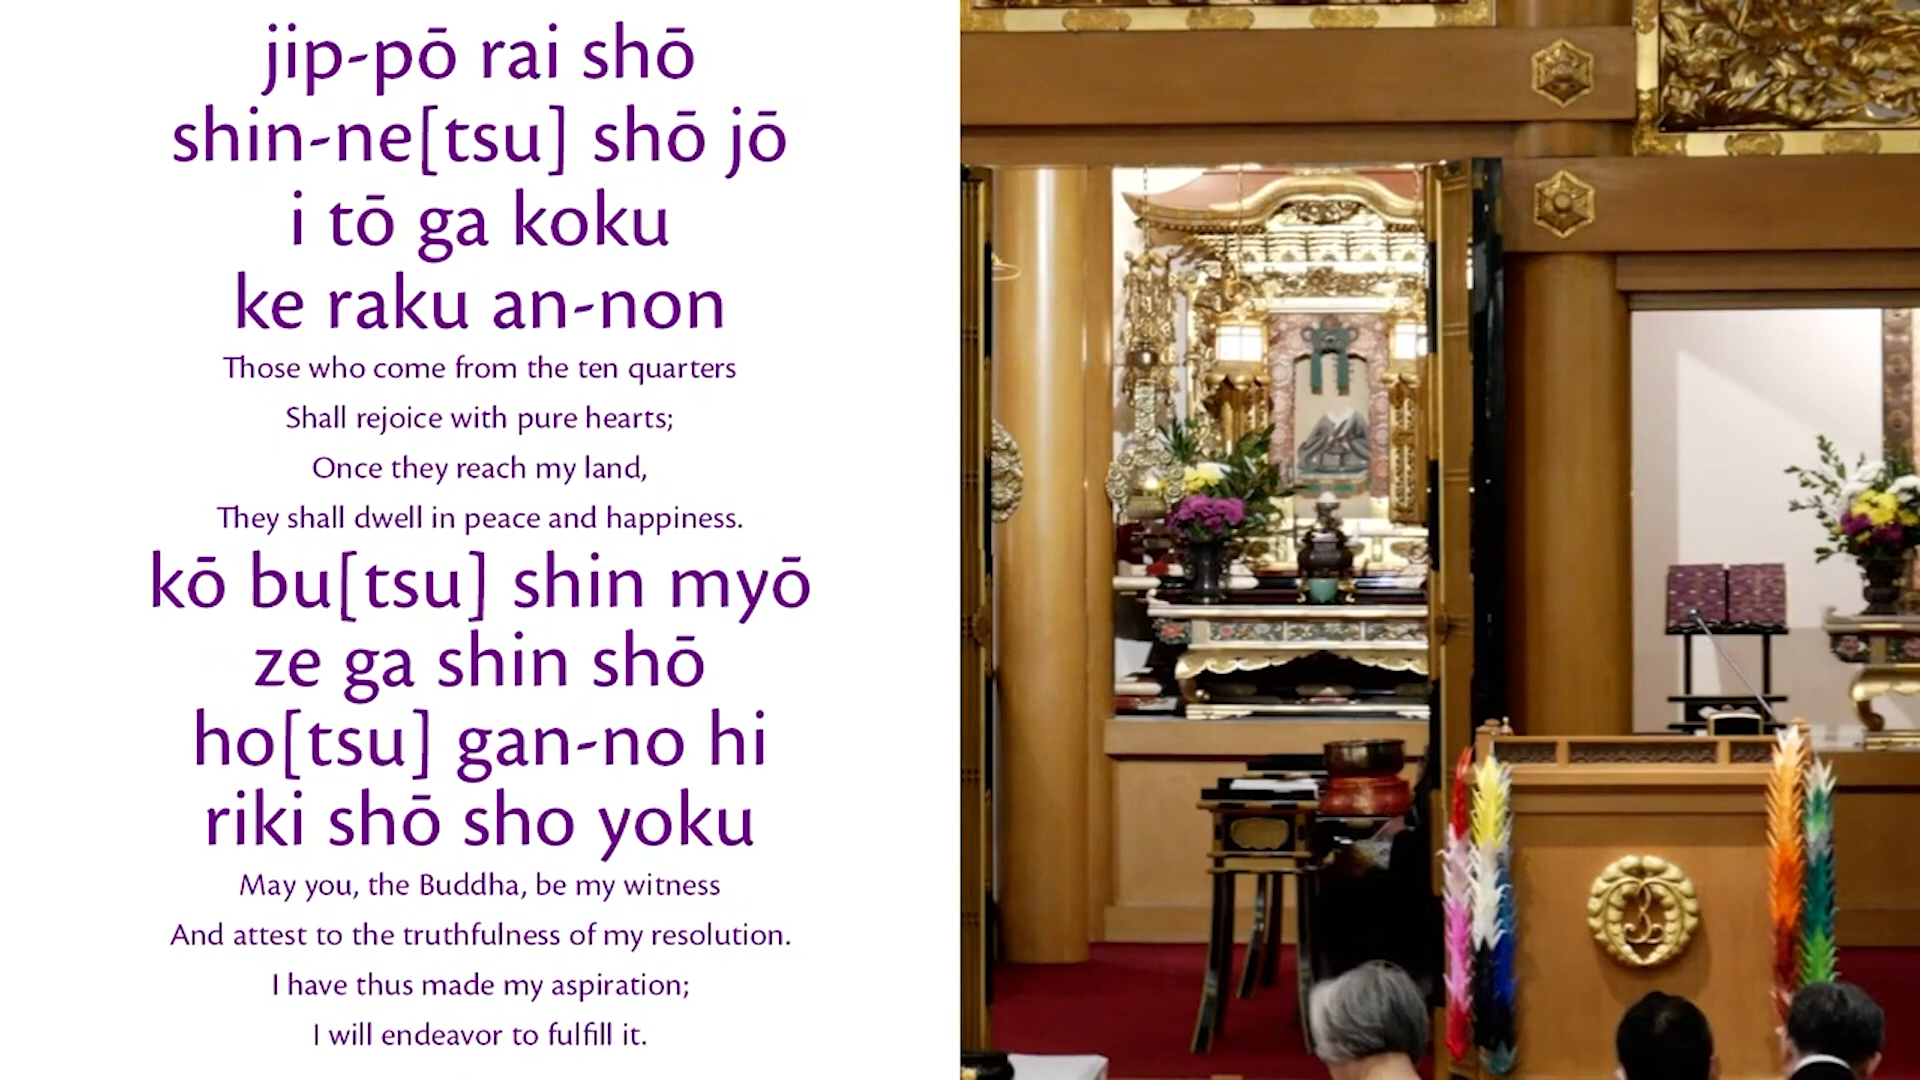 jip-pō rai shō
shin-ne[tsu] shō jō
i tō ga koku
ke raku an-non
Those who come from the ten quarters
Shall rejoice with pure hearts;
Once they reach my land,
They shall dwell in peace and happiness.
kō bu[tsu] shin myō
ze ga shin shō
ho[tsu] gan-no hi
riki shō sho yoku
May you, the Buddha, be my witness
And attest to the truthfulness of my resolution.
I have thus made my aspiration;
I will endeavor to fulfill it.